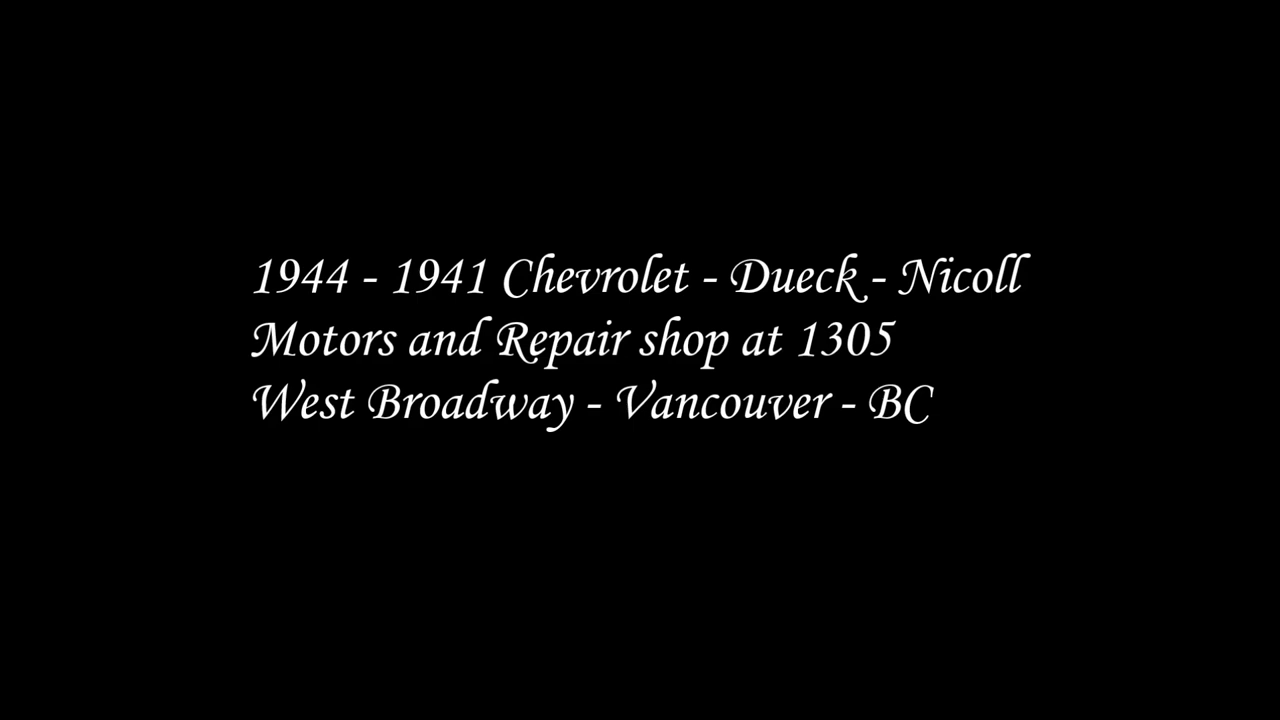 1944 - 1941 Chevrolet - Dueck - Nicoll
Motors and Repair shop at 1305
West Broadway - Vancouver - BC